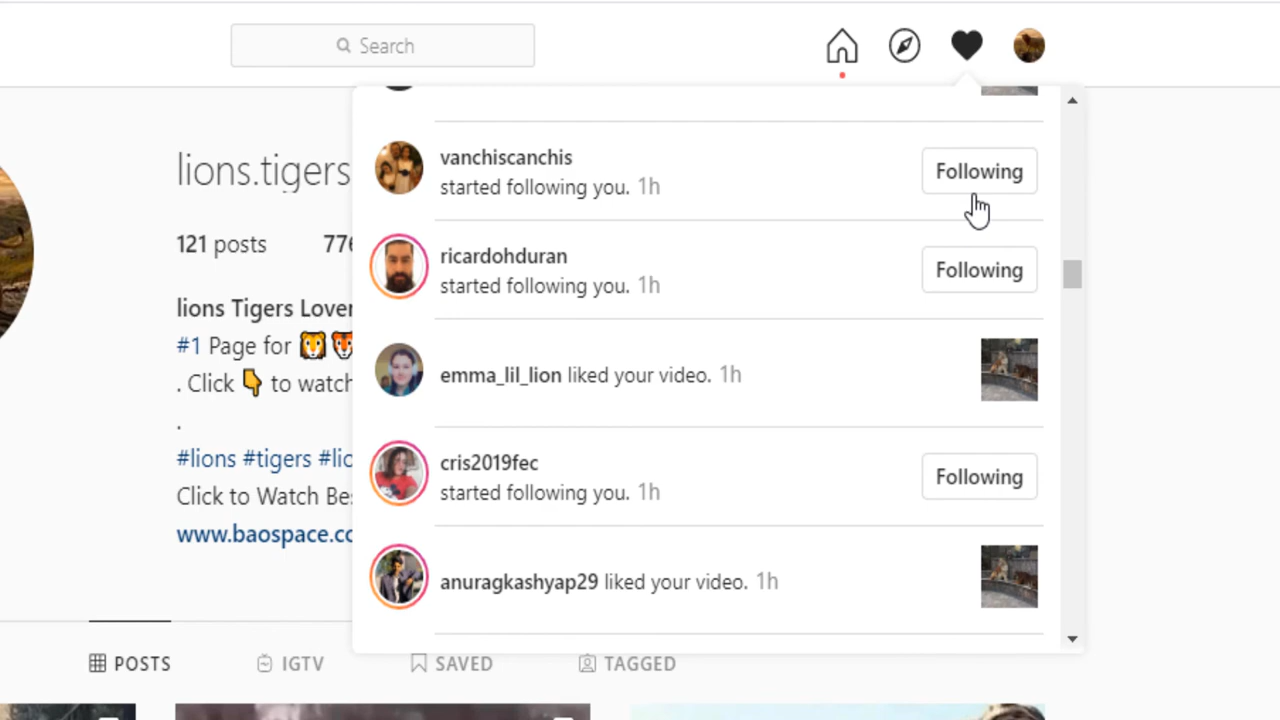 Search
lions.tigers
121 posts 776
lions Tigers Lover
#1 Page for 🦁🐯
. Click 👇 to watch
.
#lions #tigers #lio
Click to Watch Bes
www.baospace.co
vanchiscanchis
started following you. 1h
Following
ricardohduran
started following you. 1h
Following
emma_lil_lion liked your video. 1h
cris2019fec
started following you. 1h
Following
anuragkashyap29 liked your video. 1h
POSTS IGTV SAVED TAGGED